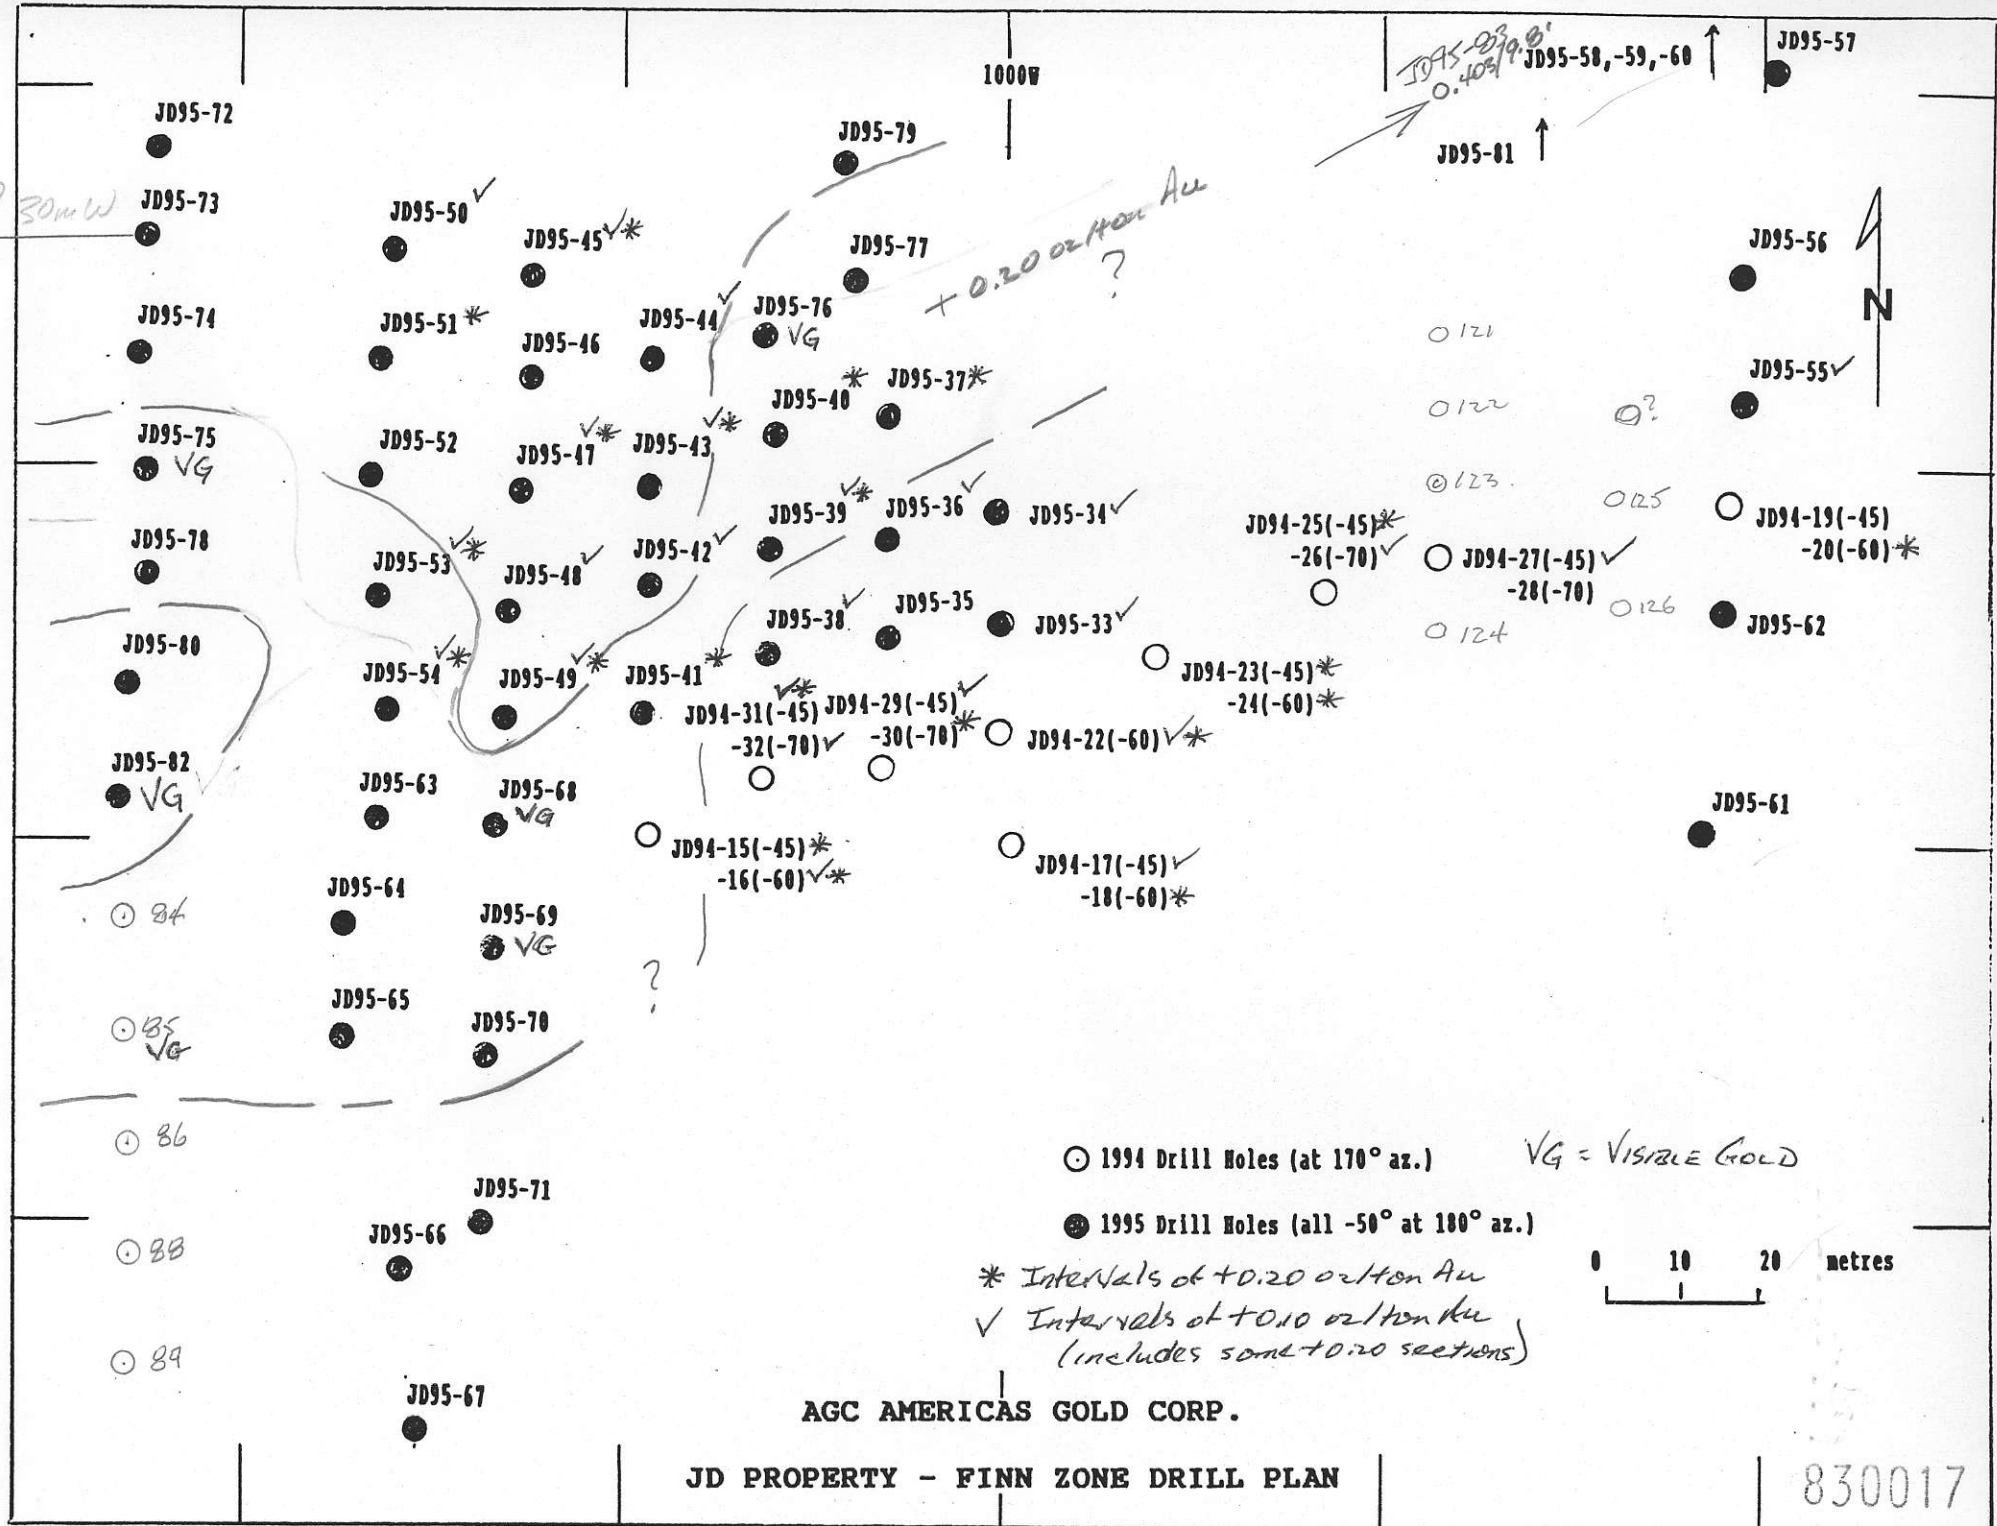 1000W
JD95-83
0.403/9.8'
JD95-58,-59,-60
JD95-57
JD95-72
JD95-79
JD95-81
30mW
JD95-73
JD95-50 ✓
JD95-45 ✓*
JD95-77
+ 0.20 oz/ton Au
?
JD95-56
N
JD95-74
JD95-51 *
JD95-46
JD95-44 ✓
JD95-76
VG
O 121
JD95-40 *
JD95-37 *
O 122
O?
JD95-55 ✓
JD95-75
VG
JD95-52
JD95-47 ✓*
JD95-43 ✓*
O 123
O 125
JD95-39 ✓*
JD95-36 ✓
JD95-34 ✓
JD94-25(-45)*
-26(-70)✓
JD94-27(-45)✓
-28(-70)
JD94-19(-45)
-20(-60)*
JD95-78
JD95-53 ✓*
JD95-48 ✓
JD95-42 ✓
JD95-38 ✓
JD95-35
JD95-33 ✓
O 124
O 126
JD95-62
JD95-80
JD95-54 ✓*
JD95-49 ✓*
JD95-41 *
JD94-31(-45) ✓*
-32(-70)✓
JD94-29(-45)✓
-30(-70)*
JD94-22(-60)✓*
JD94-23(-45)*
-24(-60)*
JD95-82
VG
JD95-63
JD95-68
VG
JD94-15(-45)*
-16(-60)✓*
JD94-17(-45)✓
-18(-60)*
JD95-61
84
JD95-64
JD95-69
VG
?
85
VG
JD95-65
JD95-70
86
1994 Drill Holes (at 170° az.)
VG = VISIBLE GOLD
JD95-71
1995 Drill Holes (all -50° at 180° az.)
88
JD95-66
* Intervals of +0.20 oz/ton Au
✓ Intervals of +0.10 oz/ton Au
(includes some +0.20 sections)
0 10 20 metres
89
JD95-67
AGC AMERICAS GOLD CORP.
JD PROPERTY - FINN ZONE DRILL PLAN
830017